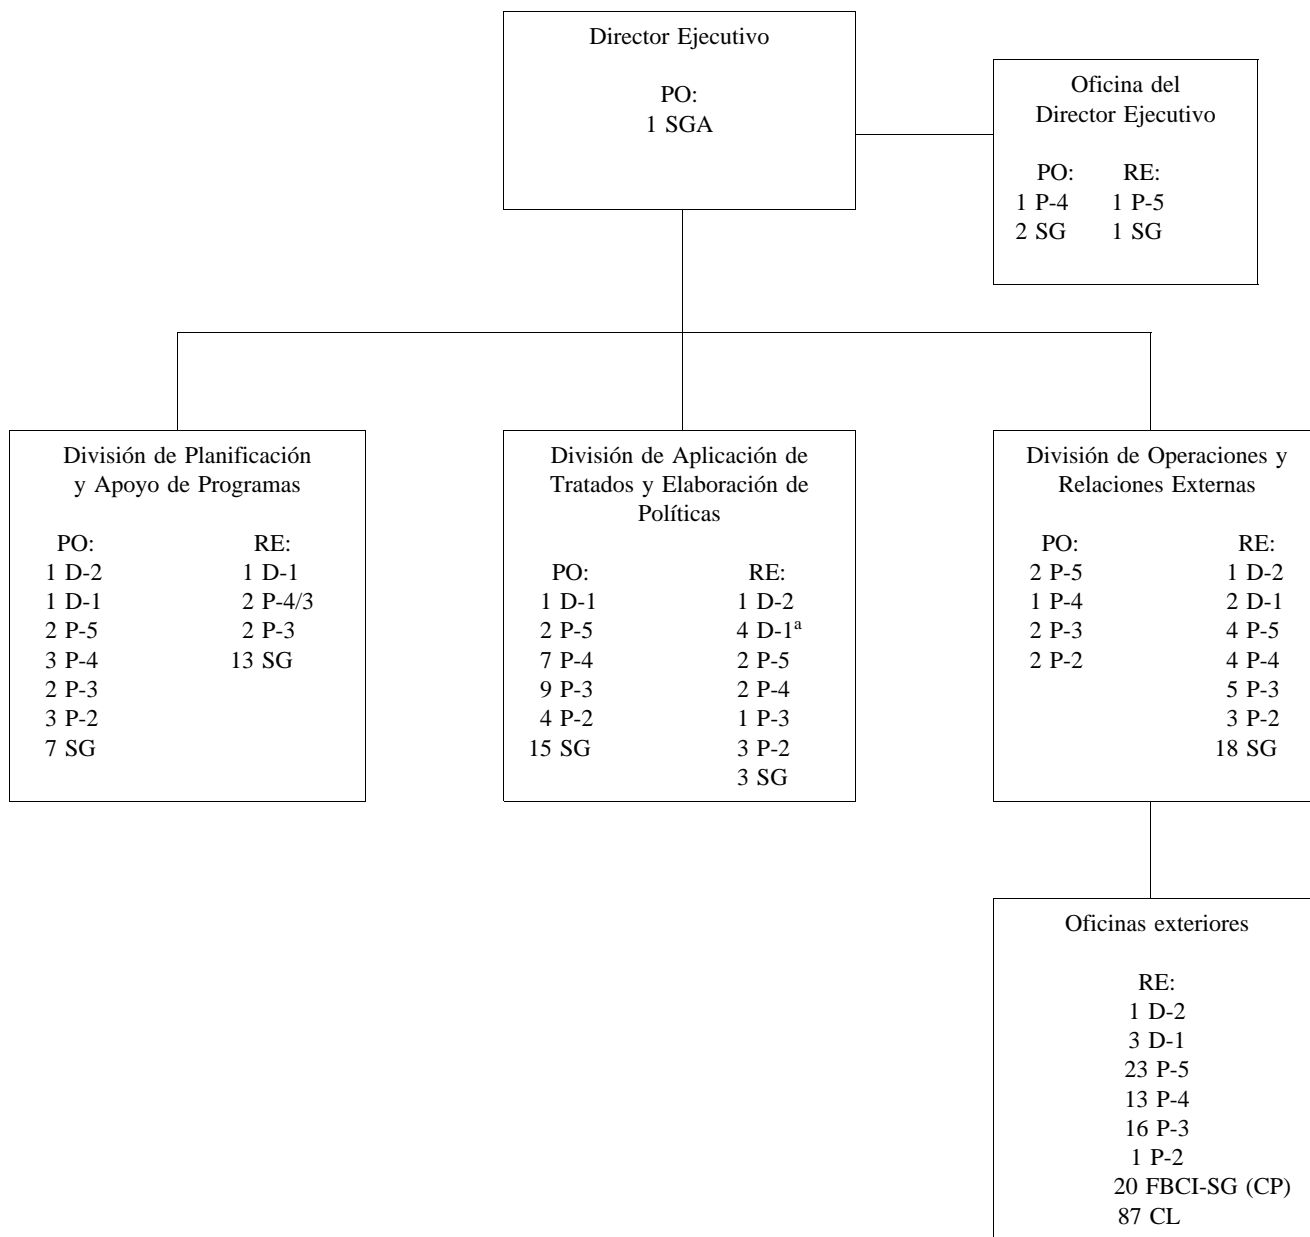 Director Ejecutivo
PO:
1 SGA
Oficina del
Director Ejecutivo
PO: RE:
1 P-4 1 P-5
2 SG 1 SG
División de Planificación
y Apoyo de Programas
PO: RE:
1 D-2 1 D-1
1 D-1 2 P-4/3
2 P-5 2 P-3
3 P-4 13 SG
2 P-3
3 P-2
7 SG
División de Aplicación de
Tratados y Elaboración de
Políticas
PO: RE:
1 D-1 1 D-2
2 P-5 4 D-1ª
7 P-4 2 P-5
9 P-3 2 P-4
4 P-2 1 P-3
15 SG 3 P-2
3 SG
División de Operaciones y
Relaciones Externas
PO: RE:
2 P-5 1 D-2
1 P-4 2 D-1
2 P-3 4 P-5
2 P-2 4 P-4
5 P-3
3 P-2
18 SG
Oficinas exteriores
RE:
1 D-2
3 D-1
23 P-5
13 P-4
16 P-3
1 P-2
20 FBCI-SG (CP)
87 CL